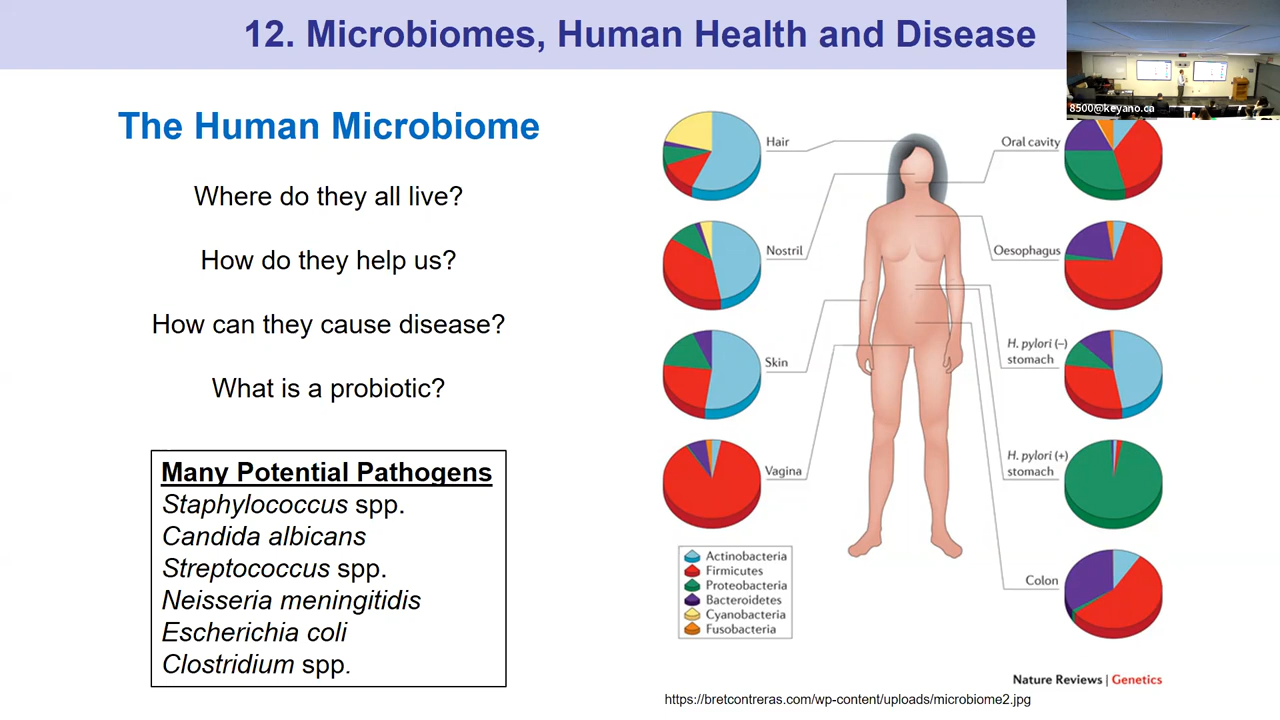 12. Microbiomes, Human Health and Disease
8500@keyano.ca
The Human Microbiome
Where do they all live?
How do they help us?
How can they cause disease?
What is a probiotic?
Many Potential Pathogens
Staphylococcus spp.
Candida albicans
Streptococcus spp.
Neisseria meningitidis
Escherichia coli
Clostridium spp.
Hair
Nostril
Skin
Vagina
Oral cavity
Oesophagus
H. pylori (–)
stomach
H. pylori (+)
stomach
Colon
Actinobacteria
Firmicutes
Proteobacteria
Bacteroidetes
Cyanobacteria
Fusobacteria
Nature Reviews | Genetics
https://bretcontreras.com/wp-content/uploads/microbiome2.jpg